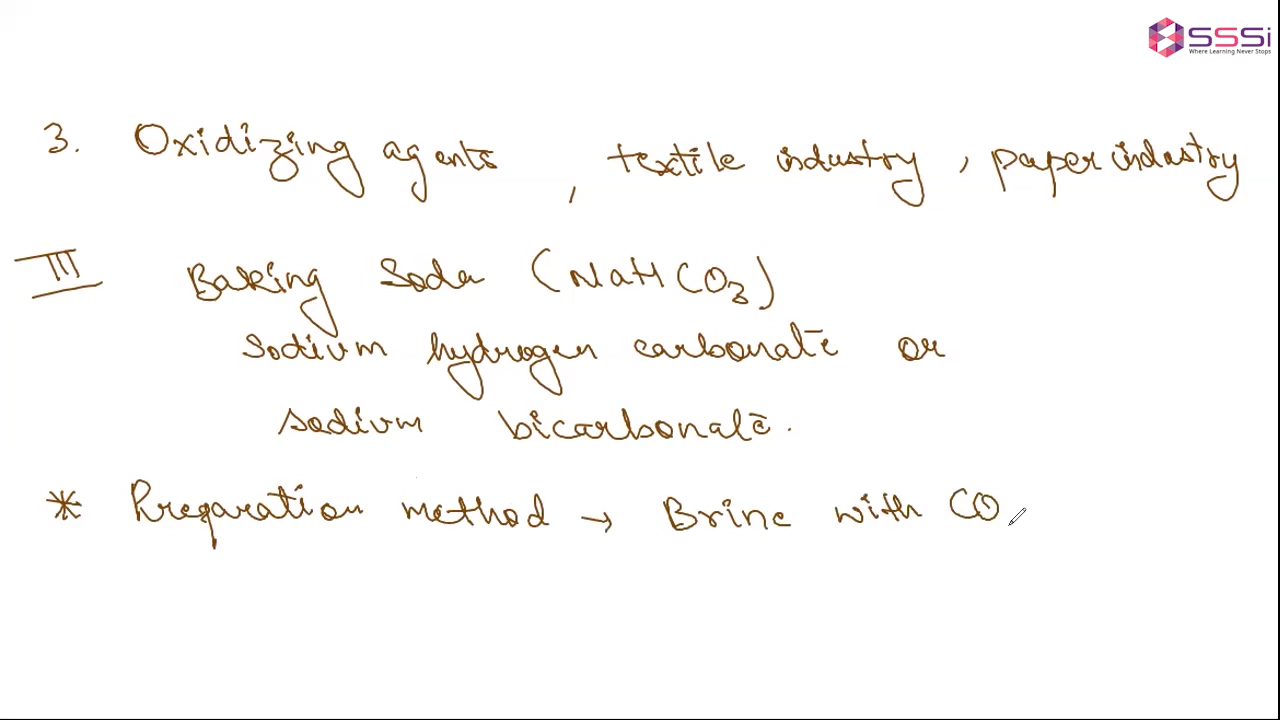 SSSi
Where Learning Never Stops
3. Oxidizing agents, textile industry, paper industry
III Baking Soda (NaHCO3)
sodium hydrogen carbonate or
sodium bicarbonate.
* Preparation method → Brine with CO